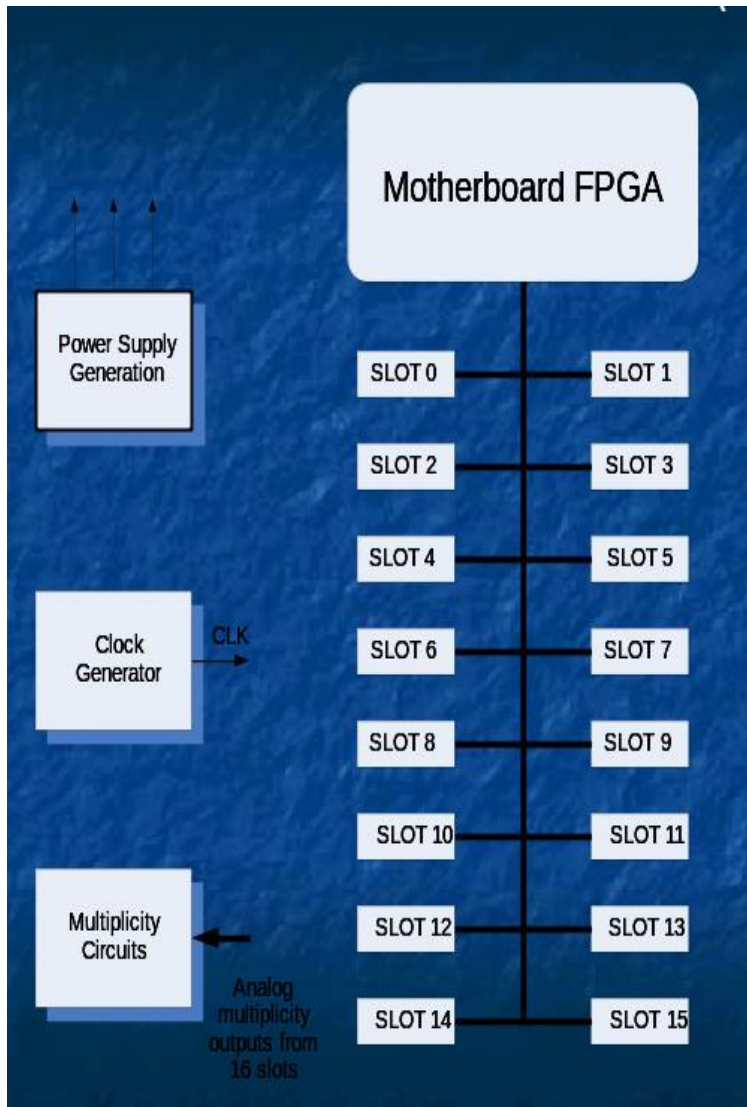 Motherboard FPGA
Power Supply
Generation
SLOT 0
SLOT 1
SLOT 2
SLOT 3
SLOT 4
SLOT 5
Clock
Generator
CLK
SLOT 6
SLOT 7
SLOT 8
SLOT 9
SLOT 10
SLOT 11
Multiplicity
Circuits
SLOT 12
SLOT 13
Analog
multiplicity
outputs from
16 slots
SLOT 14
SLOT 15